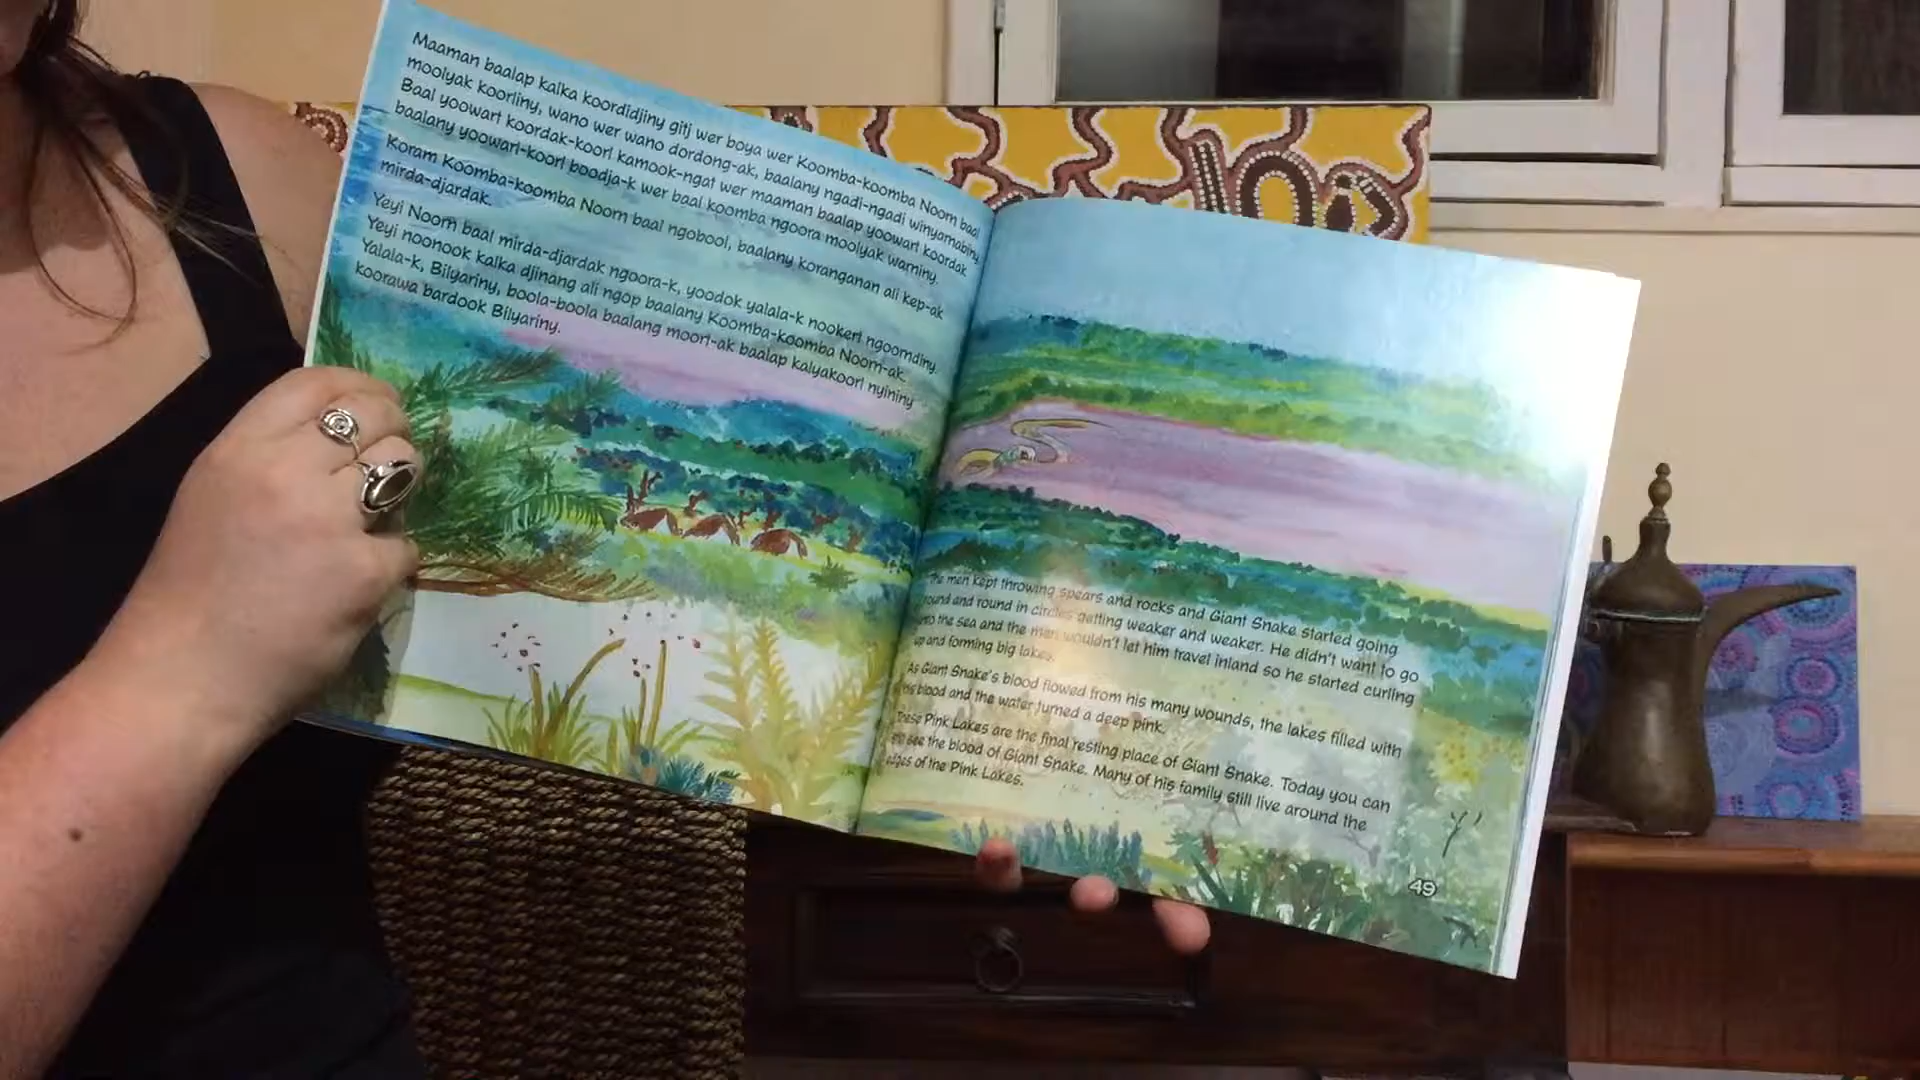 Maaman baalap kalka koordidjiny gitj wer boya wer Koomba-koomba Noorn baal
moolyak koorliny, wano wer wano dordong-ak, baalany ngadi-ngadi winyarnabiny.
Baal yoowart koordak-koorl kamook-ngat wer maaman baalap yoowart koordak
baalany yoowart-koorl boodja-k wer baal koomba ngoora moolyak warniny.
Koram Koomba-koomba Noorn baal ngobool, baalany koranganan ali kep-ak
mirda-djardak.
Yeyi Noorn baal mirda-djardak ngoora-k, yoodok yalala-k nookert ngoorndiny.
Yeyi noonook kalka djinang ali ngop baalany Koomba-koomba Noorn-ak.
Yalala-k, Bilyariny, boola-boola baalang moort-ak baalap kalyakoorl nyininy
koorawa bardook Bilyariny.
The men kept throwing spears and rocks and Giant Snake started going
round and round in circles getting weaker and weaker. He didn't want to go
into the sea and the men wouldn't let him travel inland so he started curling
up and forming big lakes.
As Giant Snake's blood flowed from his many wounds, the lakes filled with
his blood and the water turned a deep pink.
These Pink Lakes are the final resting place of Giant Snake. Today you can
see the blood of Giant Snake. Many of his family still live around the
edges of the Pink Lakes.
49